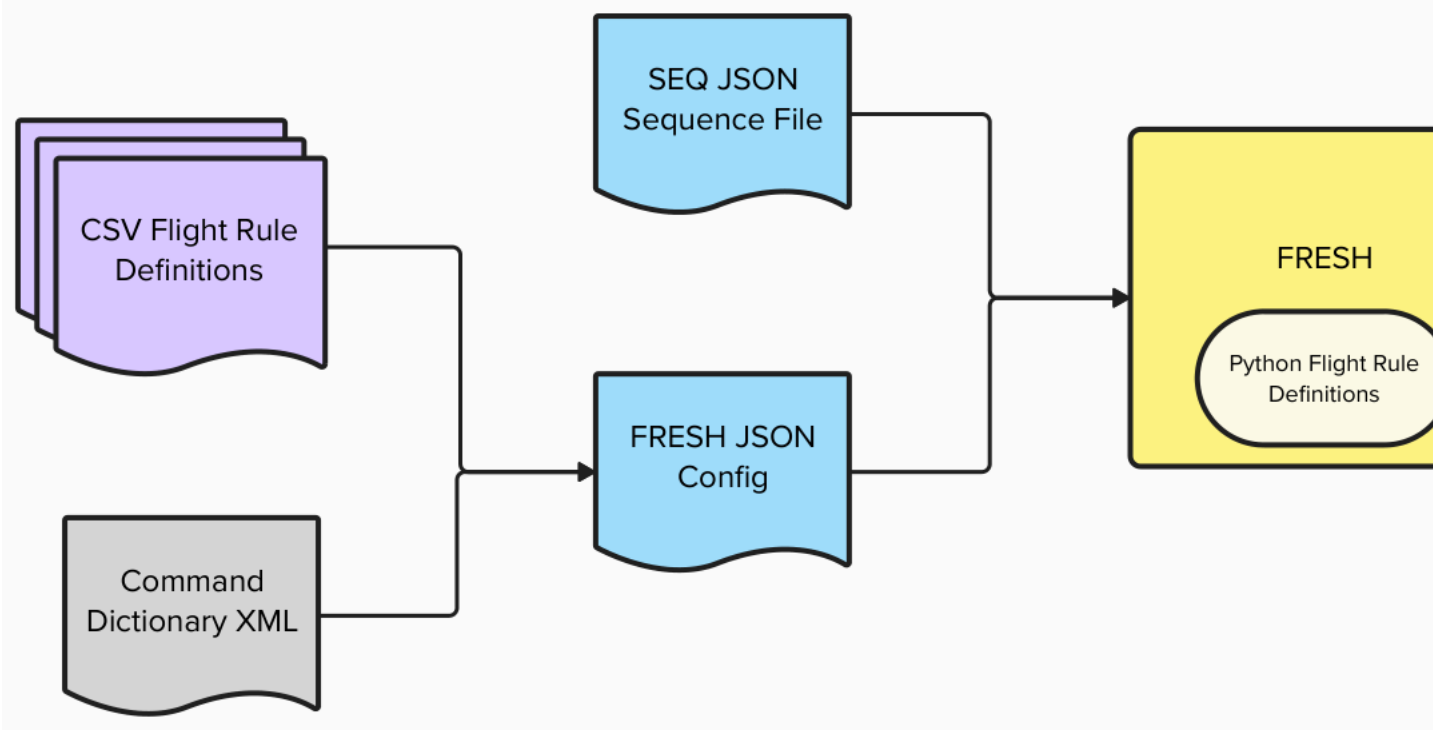 SEQ JSON
Sequence File
CSV Flight Rule
Definitions
FRESH
Python Flight Rule
Definitions
FRESH JSON
Config
Command
Dictionary XML